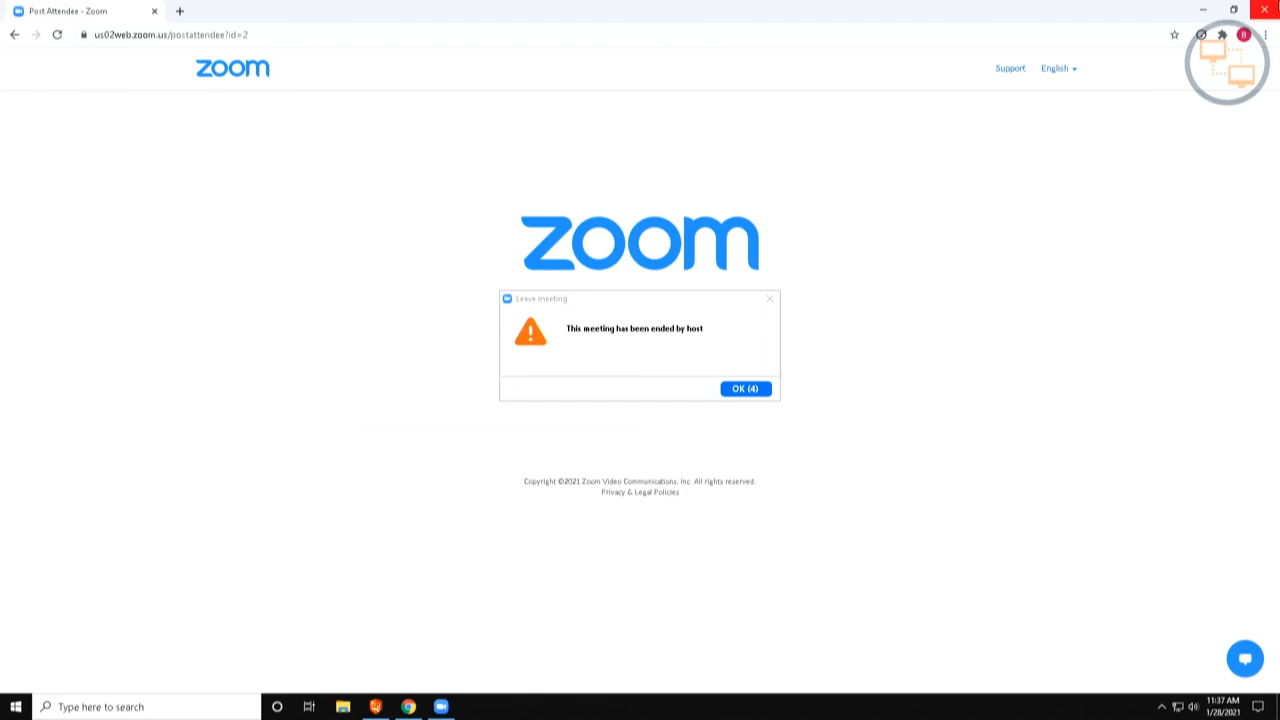 Post Attendee - Zoom
us02web.zoom.us/postattendee?id=2
B
zoom
Support
English
zoom
Leave meeting
This meeting has been ended by host
OK (4)
Copyright ©2021 Zoom Video Communications, Inc. All rights reserved.
Privacy & Legal Policies
Type here to search
11:37 AM
1/28/2021